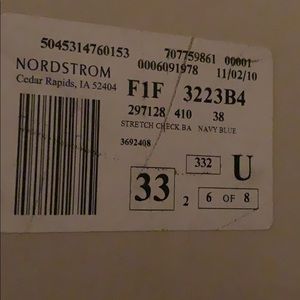 5045314760153 707759861 00001
0006091978 11/02/10
NORDSTROM
Cedar Rapids, IA 52404
F1F 3223B4
297128 410 38
STRETCH CHECK BA NAVY BLUE
3692408
332
33 2 6 OF 8 U